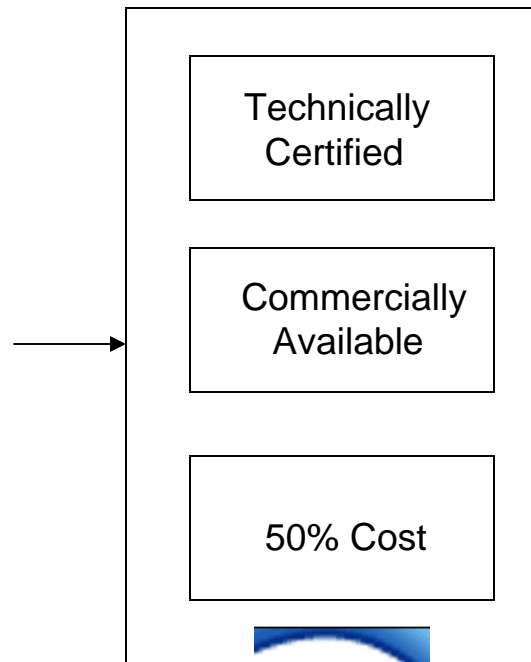 Technically
Certified
Commercially
Available
50% Cost